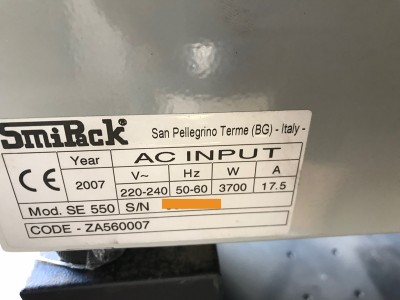 SmiPack® San Pellegrino Terme (BG) - Italy -
CE Year AC INPUT
2007 V~ Hz W A
220-240 50-60 3700 17.5
Mod. SE 550 S/N
CODE - ZA560007